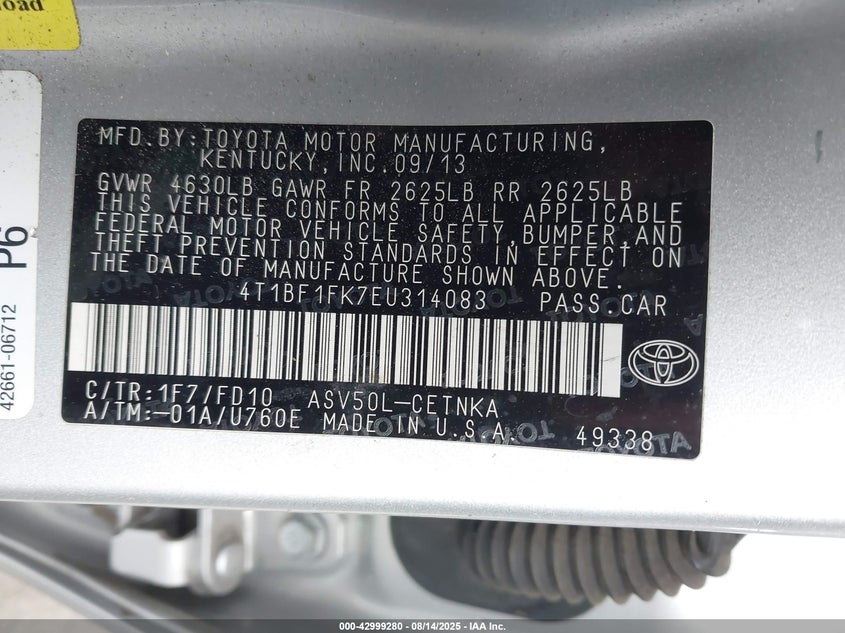 oad
P6
42661-06712
MFD.BY:TOYOTA MOTOR MANUFACTURING,
KENTUCKY,INC.09/13
GVWR 4630LB GAWR FR 2625LB RR 2625LB
THIS VEHICLE CONFORMS TO ALL APPLICABLE
FEDERAL MOTOR VEHICLE SAFETY,BUMPER,AND
THEFT PREVENTION STANDARDS IN EFFECT ON
THE DATE OF MANUFACTURE SHOWN ABOVE.
4T1BF1FK7EU314083 PASS.CAR
C/TR:1F7/FD10 ASV50L-CETNKA
A/TM:-01A/U760E MADE IN U.S.A. 49338
TOYOTA
000-42999280 - 08/14/2025 - IAA Inc.